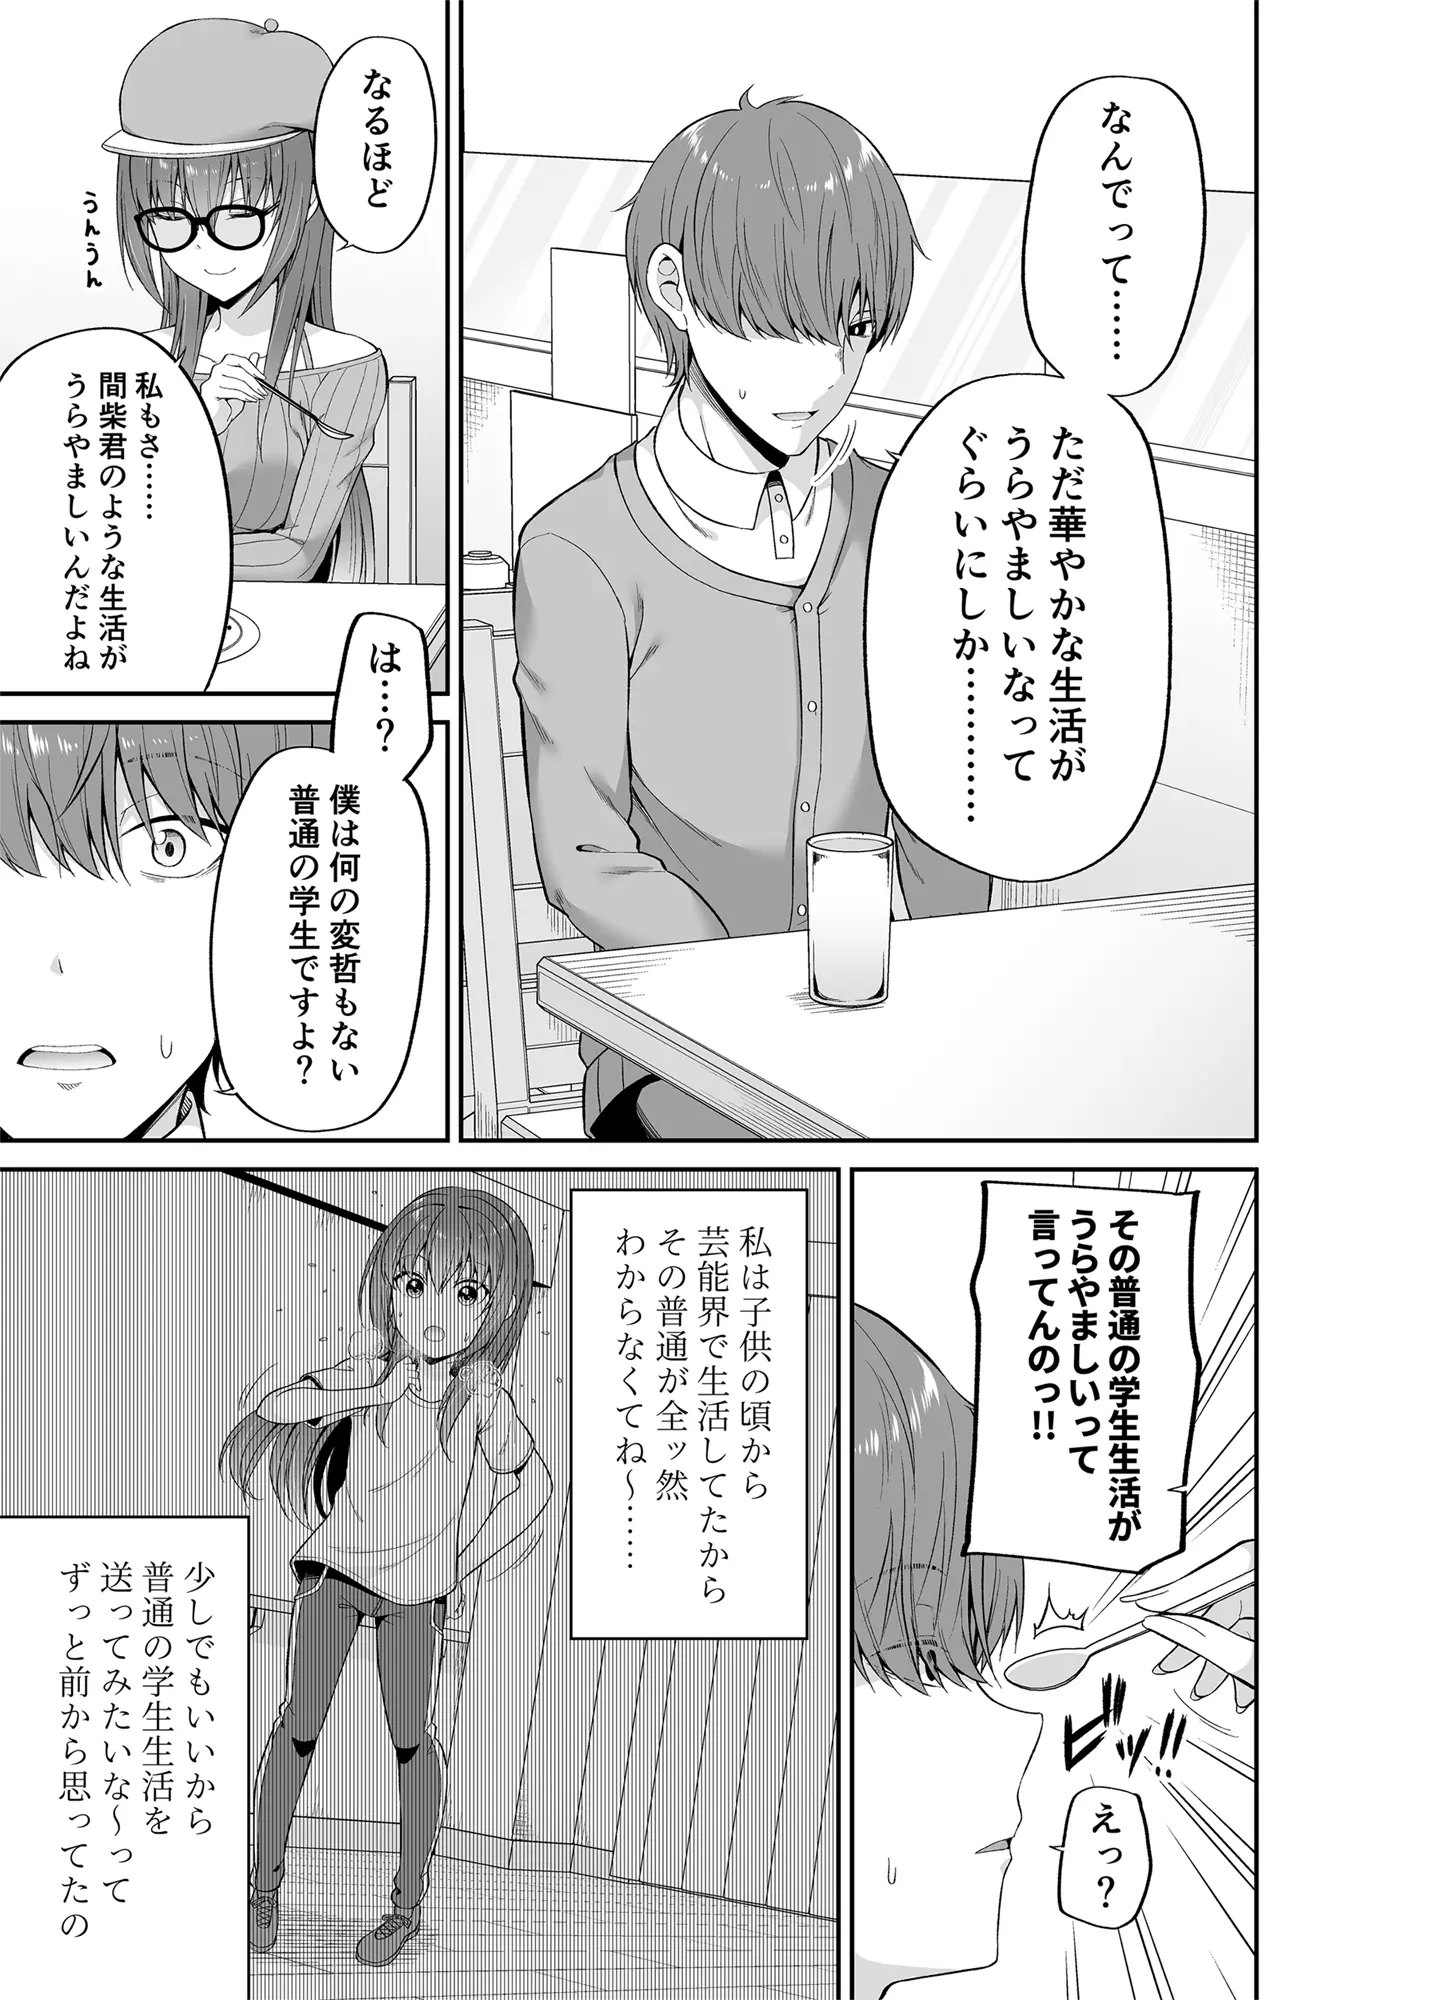 なんでって……
ただ華やかな生活が
うらやましいなって
ぐらいにしか…………
なるほど
うんうん
私もさ……
間柴君のような生活が
うらやましいんだよね
は…？
僕は何の変哲もない
普通の学生ですよ？
その普通の学生生活が
うらやましいって
言ってんのっ!!
ビッ!!
えっ？
私は子供の頃から
芸能界で生活してたから
その普通が全ッ然
わからなくてね～……
少しでもいいから
普通の学生生活を
送ってみたいな～って
ずっと前から思ってたの